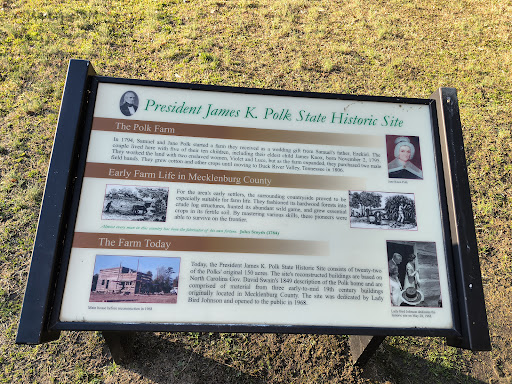 President James K. Polk State Historic Site
The Polk Farm
In 1794, Samuel and Jane Polk started a farm they received as a wedding gift from Samuel's father, Ezekiel. The
couple lived here with five of their ten children, including their oldest child James Knox, born November 2, 1795.
They worked the land with two enslaved women, Violet and Luce, but as the farm expanded, they purchased two male
field hands. They grew cotton and other crops until moving to Duck River Valley, Tennessee in 1806.
Jane Knox Polk
Early Farm Life in Mecklenburg County
For the area's early settlers, the surrounding countryside proved to be
especially suitable for farm life. They fashioned its hardwood forests into
crude log structures, hunted its abundant wild game, and grew essential
crops in its fertile soil. By mastering various skills, these pioneers were
able to survive on the frontier.
John Smyth (1784)
The Farm Today
Today, the President James K. Polk State Historic Site consists of twenty-two
of the Polks' original 150 acres. The site's reconstructed buildings are based on
North Carolina Gov. David Swain's 1849 description of the Polk home and are
comprised of material from three early-to-mid 19th century buildings
originally located in Mecklenburg County. The site was dedicated by Lady
Bird Johnson and opened to the public in 1968.